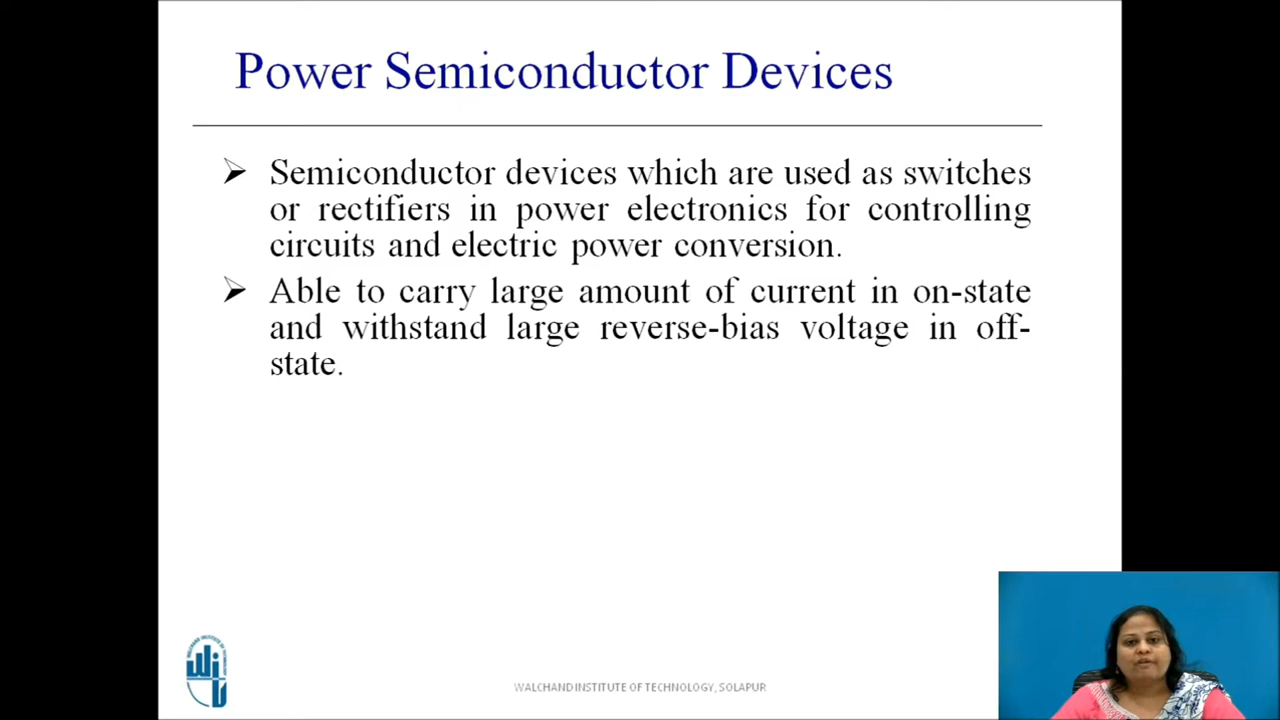 Power Semiconductor Devices
Semiconductor devices which are used as switches
or rectifiers in power electronics for controlling
circuits and electric power conversion.
Able to carry large amount of current in on-state
and withstand large reverse-bias voltage in off-
state.
WALCHAND INSTITUTE OF TECHNOLOGY, SOLAPUR